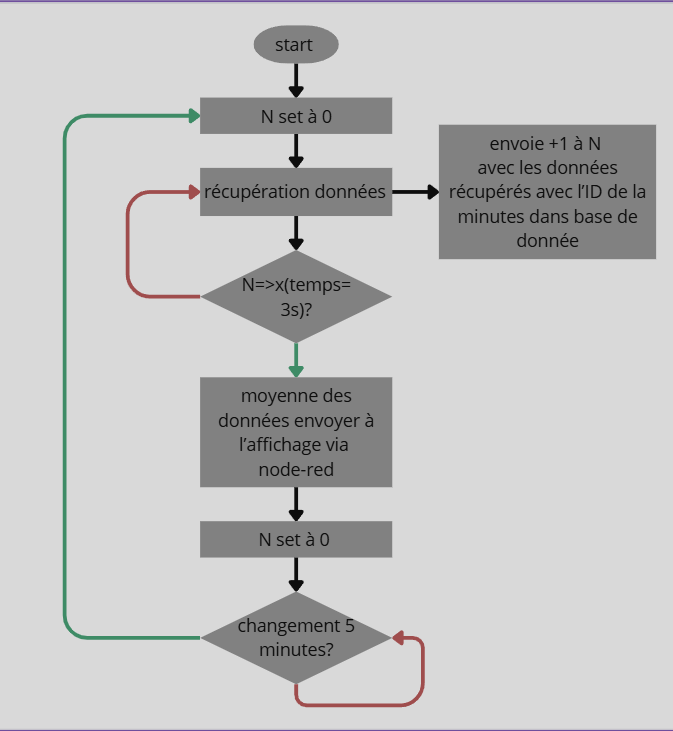 start
N set à 0
récupération données
envoie +1 à N
avec les données
récupérés avec l'ID de la
minutes dans base de
donnée
N=>x(temps=
3s)?
moyenne des
données envoyer à
l'affichage via
node-red
N set à 0
changement 5
minutes?